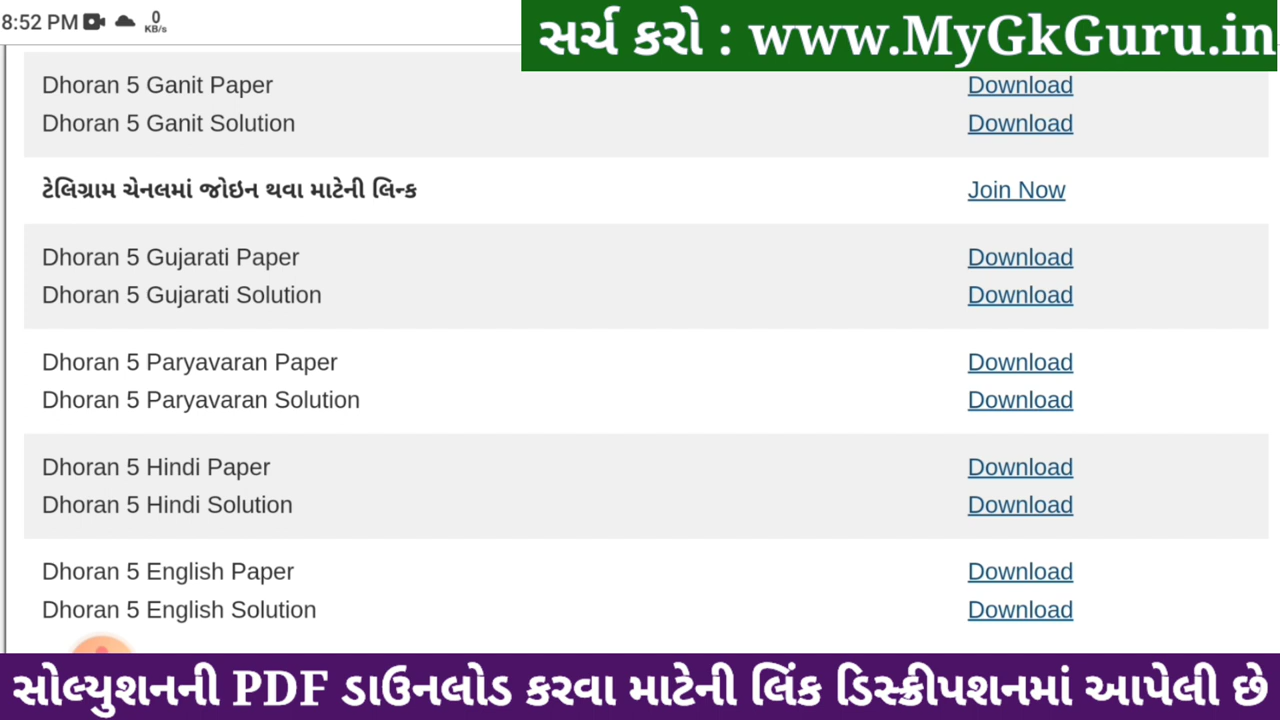 8:52 PM 0 KB/s
સર્ચ કરો : www.MyGkGuru.in
Dhoran 5 Ganit Paper Download
Dhoran 5 Ganit Solution Download
ટેલિગ્રામ ચેનલમાં જોઇન થવા માટેની લિન્ક Join Now
Dhoran 5 Gujarati Paper Download
Dhoran 5 Gujarati Solution Download
Dhoran 5 Paryavaran Paper Download
Dhoran 5 Paryavaran Solution Download
Dhoran 5 Hindi Paper Download
Dhoran 5 Hindi Solution Download
Dhoran 5 English Paper Download
Dhoran 5 English Solution Download
સોલ્યુશનની PDF ડાઉનલોડ કરવા માટેની લિંક ડિસ્ક્રીપશનમાં આપેલી છે